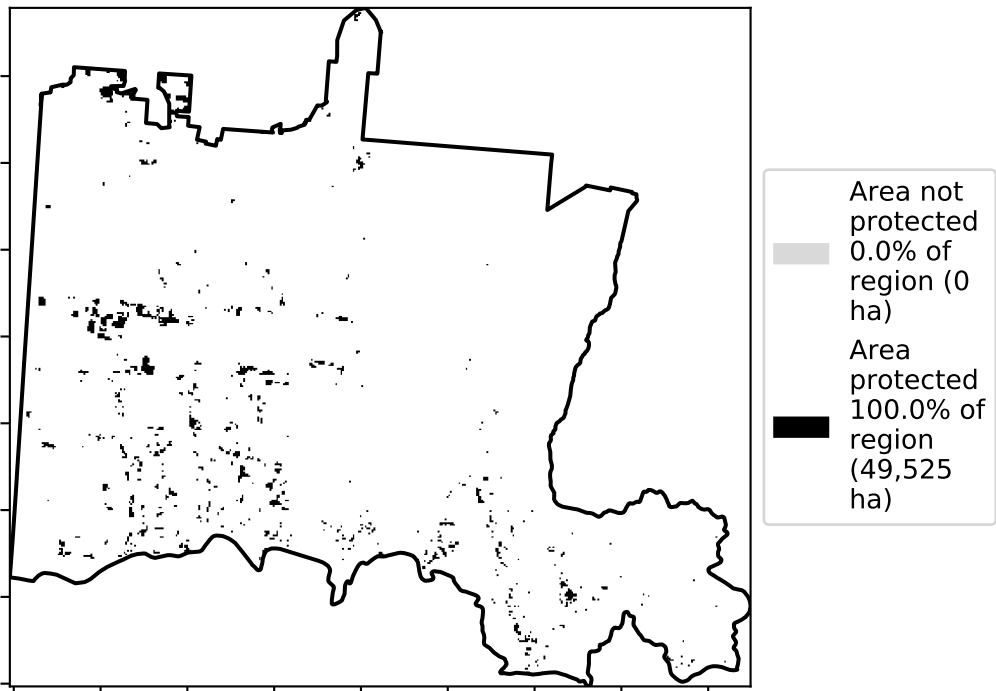 Area not
protected
0.0% of
region (0
ha)
Area
protected
100.0% of
region
(49,525
ha)